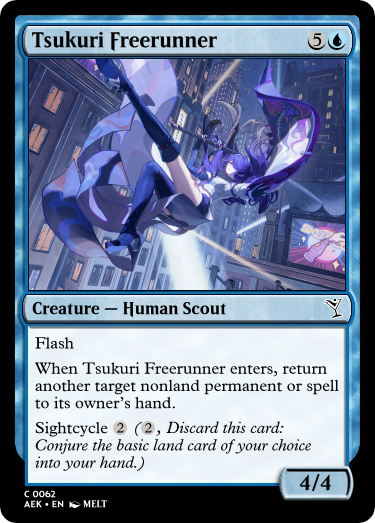 Tsukuri Freerunner 5
Creature — Human Scout
Flash
When Tsukuri Freerunner enters, return
another target nonland permanent or spell
to its owner's hand.
Sightcycle 2 (2, Discard this card:
Conjure the basic land card of your choice
into your hand.)
4/4
C 0062
AEK • EN MELT